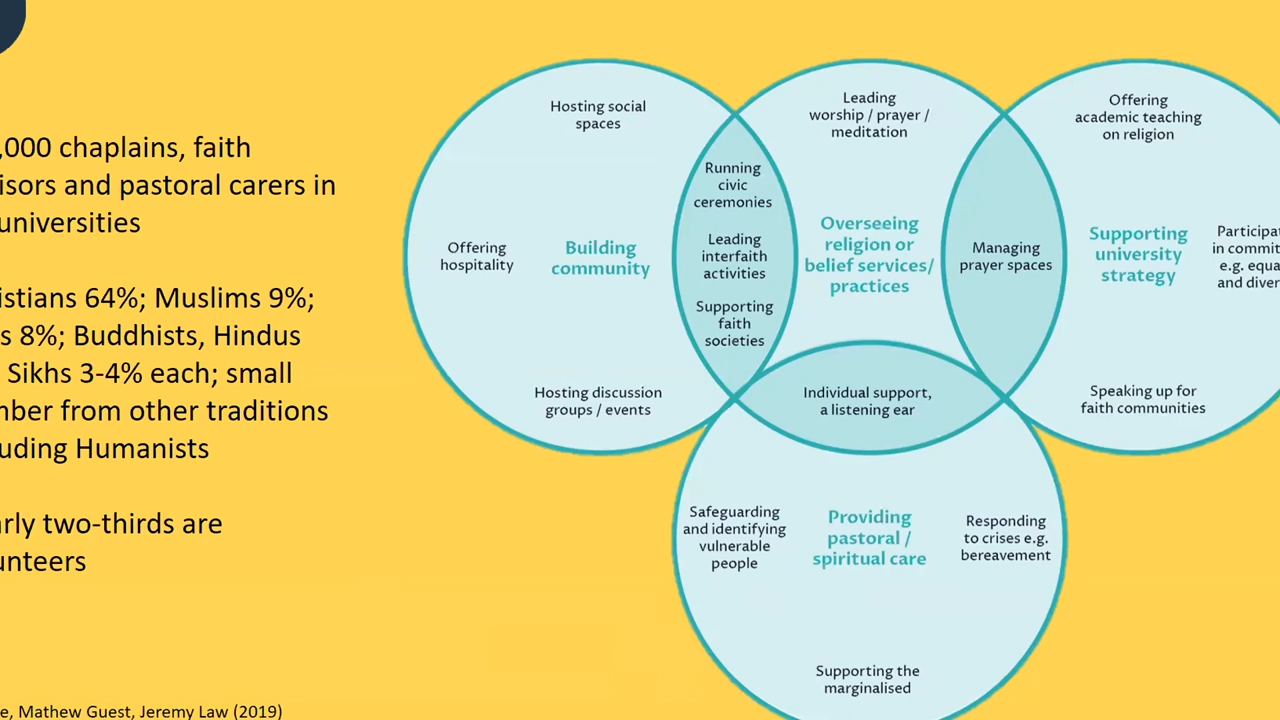 ,000 chaplains, faith
isors and pastoral carers in
universities
istians 64%; Muslims 9%;
s 8%; Buddhists, Hindus
Sikhs 3-4% each; small
nber from other traditions
uding Humanists
arly two-thirds are
unteers
e, Mathew Guest, Jeremy Law (2019)
Hosting social
spaces
Offering
hospitality
Building
community
Hosting discussion
groups / events
Running
civic
ceremonies
Leading
interfaith
activities
Supporting
faith
societies
Leading
worship / prayer /
meditation
Overseeing
religion or
belief services/
practices
Individual support,
a listening ear
Managing
prayer spaces
Offering
academic teaching
on religion
Supporting
university
strategy
Participat
in commit
e.g. equa
and diver
Speaking up for
faith communities
Safeguarding
and identifying
vulnerable
people
Providing
pastoral /
spiritual care
Responding
to crises e.g.
bereavement
Supporting the
marginalised